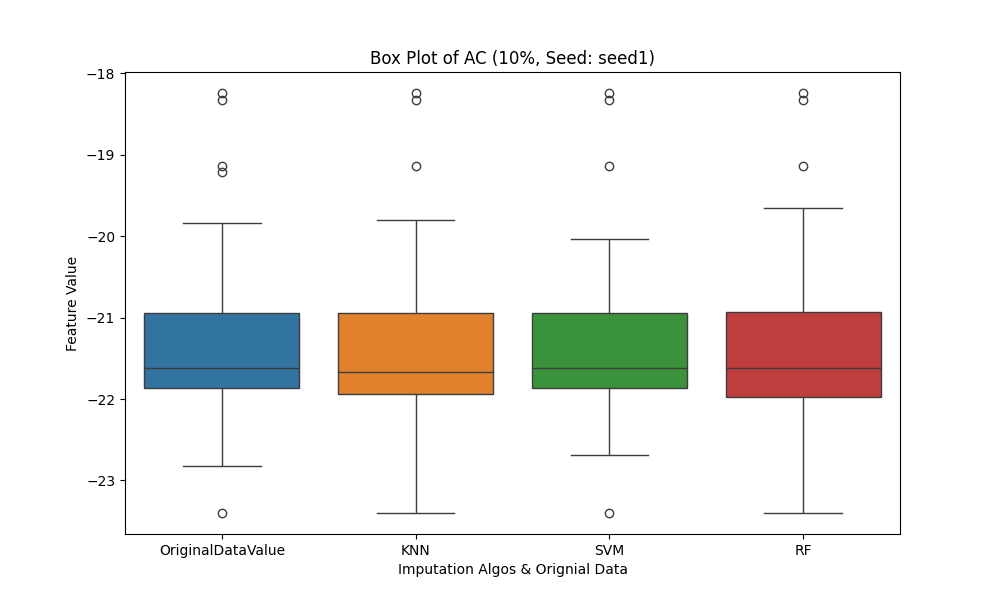 Box Plot of AC (10%, Seed: seed1)
−18
−19
−20
−21
−22
−23
Feature Value
OriginalDataValue
KNN
SVM
RF
Imputation Algos & Orignial Data